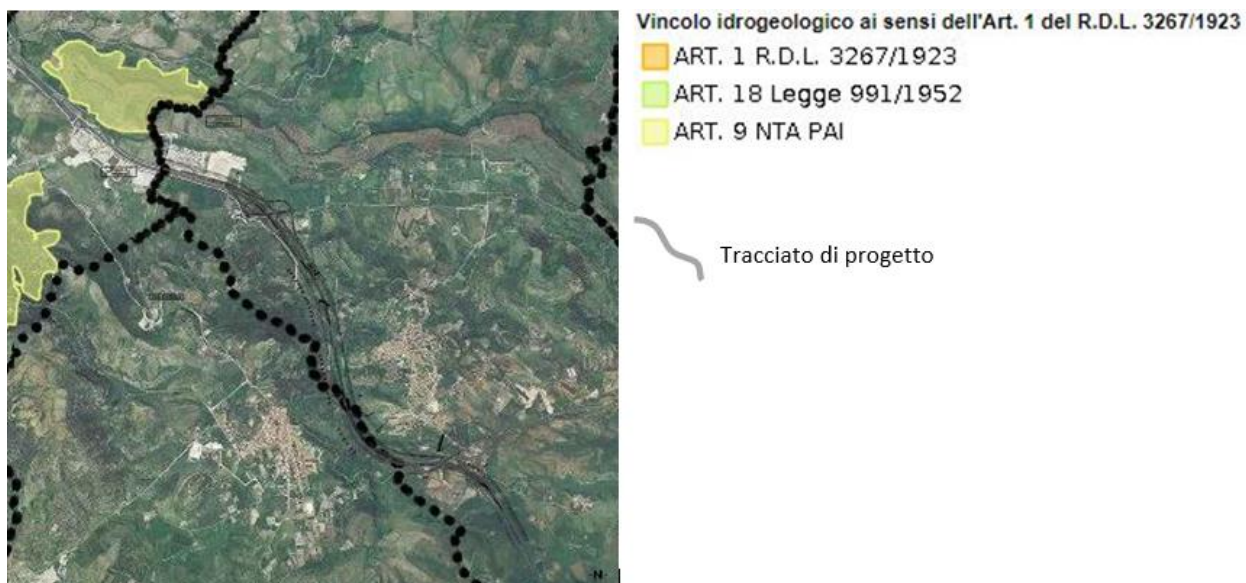 Vincolo idrogeologico ai sensi dell'Art. 1 del R.D.L. 3267/1923
ART. 1 R.D.L. 3267/1923
ART. 18 Legge 991/1952
ART. 9 NTA PAI
Tracciato di progetto
-N-